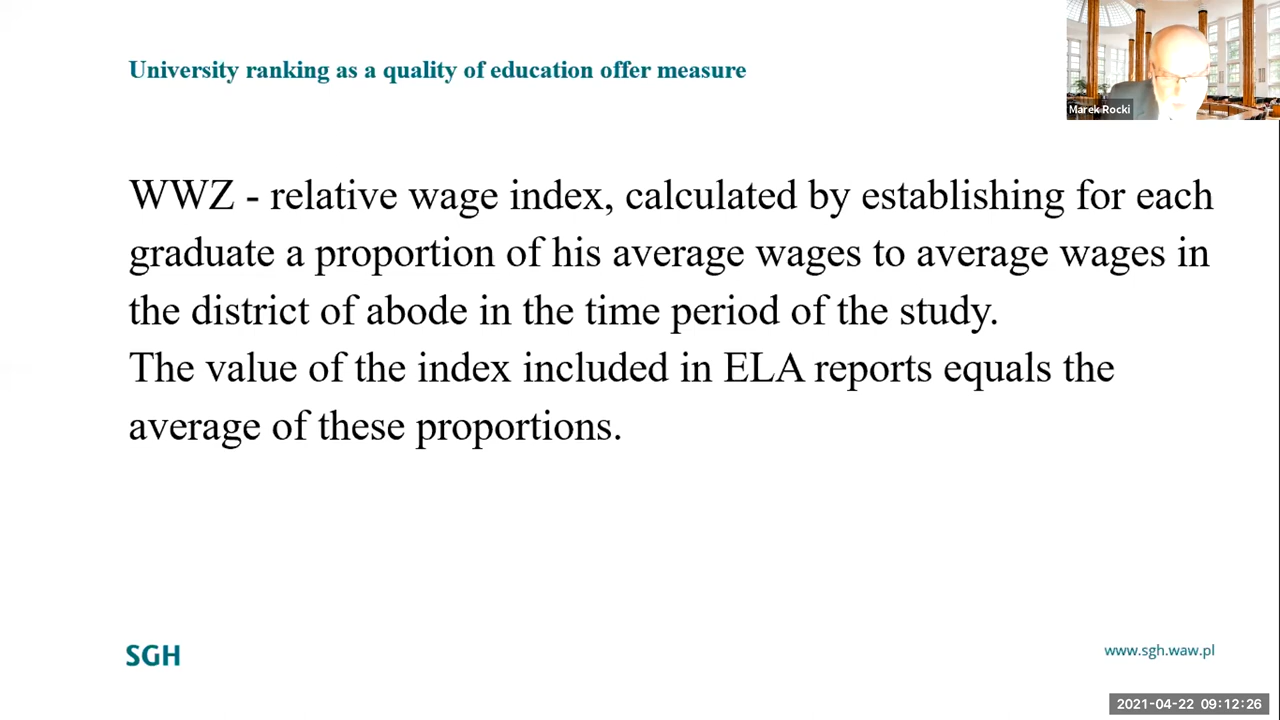 University ranking as a quality of education offer measure
Marek Rocki
WWZ - relative wage index, calculated by establishing for each
graduate a proportion of his average wages to average wages in
the district of abode in the time period of the study.
The value of the index included in ELA reports equals the
average of these proportions.
SGH
www.sgh.waw.pl
2021-04-22 09:12:26